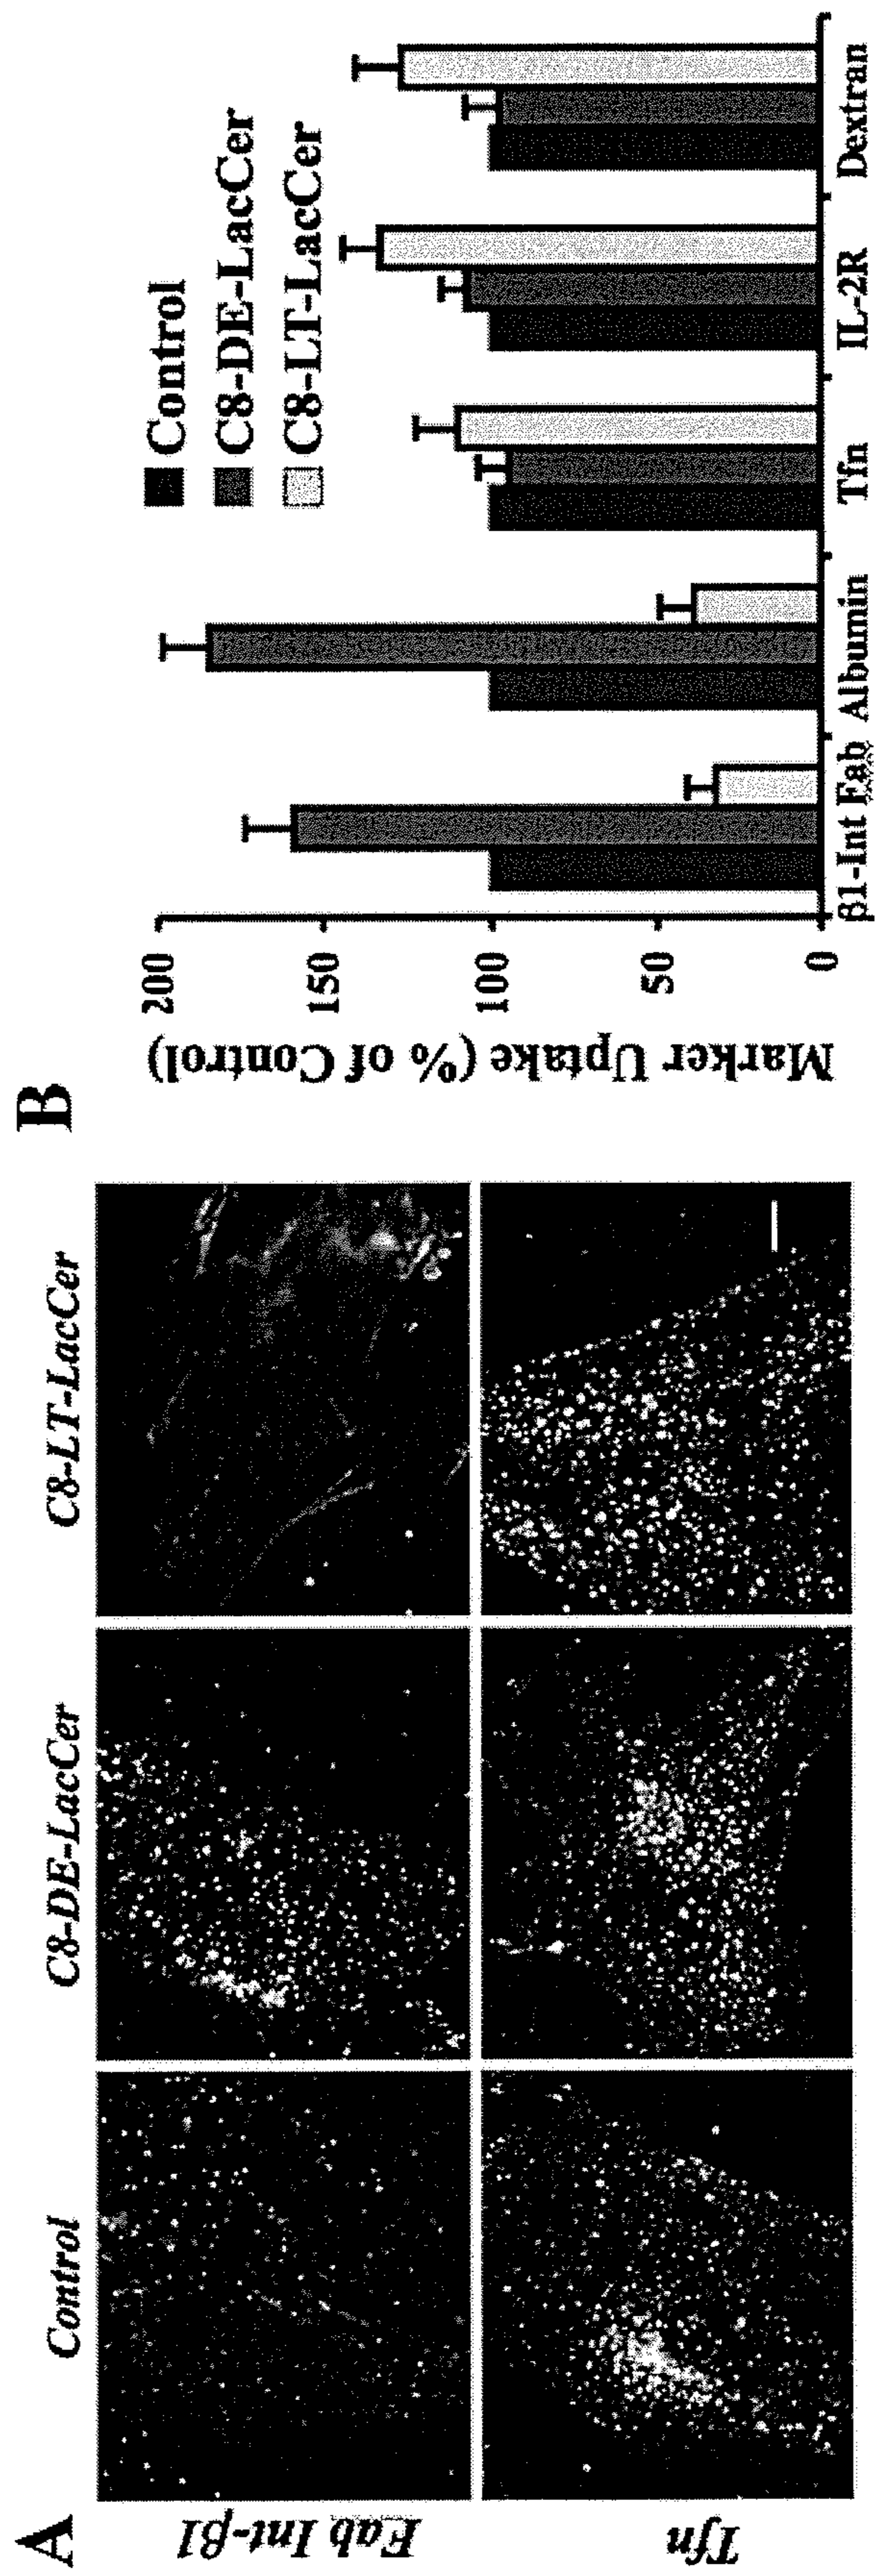 A
Control
C8-DE-LacCer
C8-LT-LacCer
Fab Int-β1
Tfn
B
Control
C8-DE-LacCer
C8-LT-LacCer
Marker Uptake (% of Control)
200
150
100
50
0
β1-Int Fab
Albumin
Tfn
IL-2R
Dextran